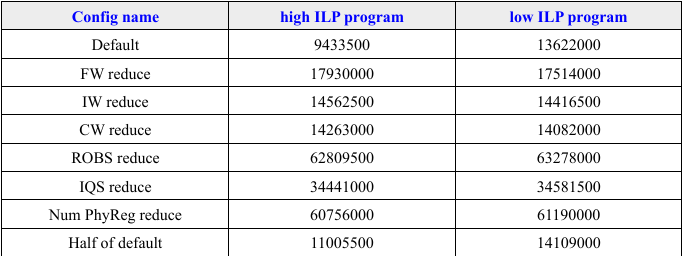 Config name high ILP program low ILP program
Default 9433500 13622000
FW reduce 17930000 17514000
IW reduce 14562500 14416500
CW reduce 14263000 14082000
ROBS reduce 62809500 63278000
IQS reduce 34441000 34581500
Num PhyReg reduce 60756000 61190000
Half of default 11005500 14109000